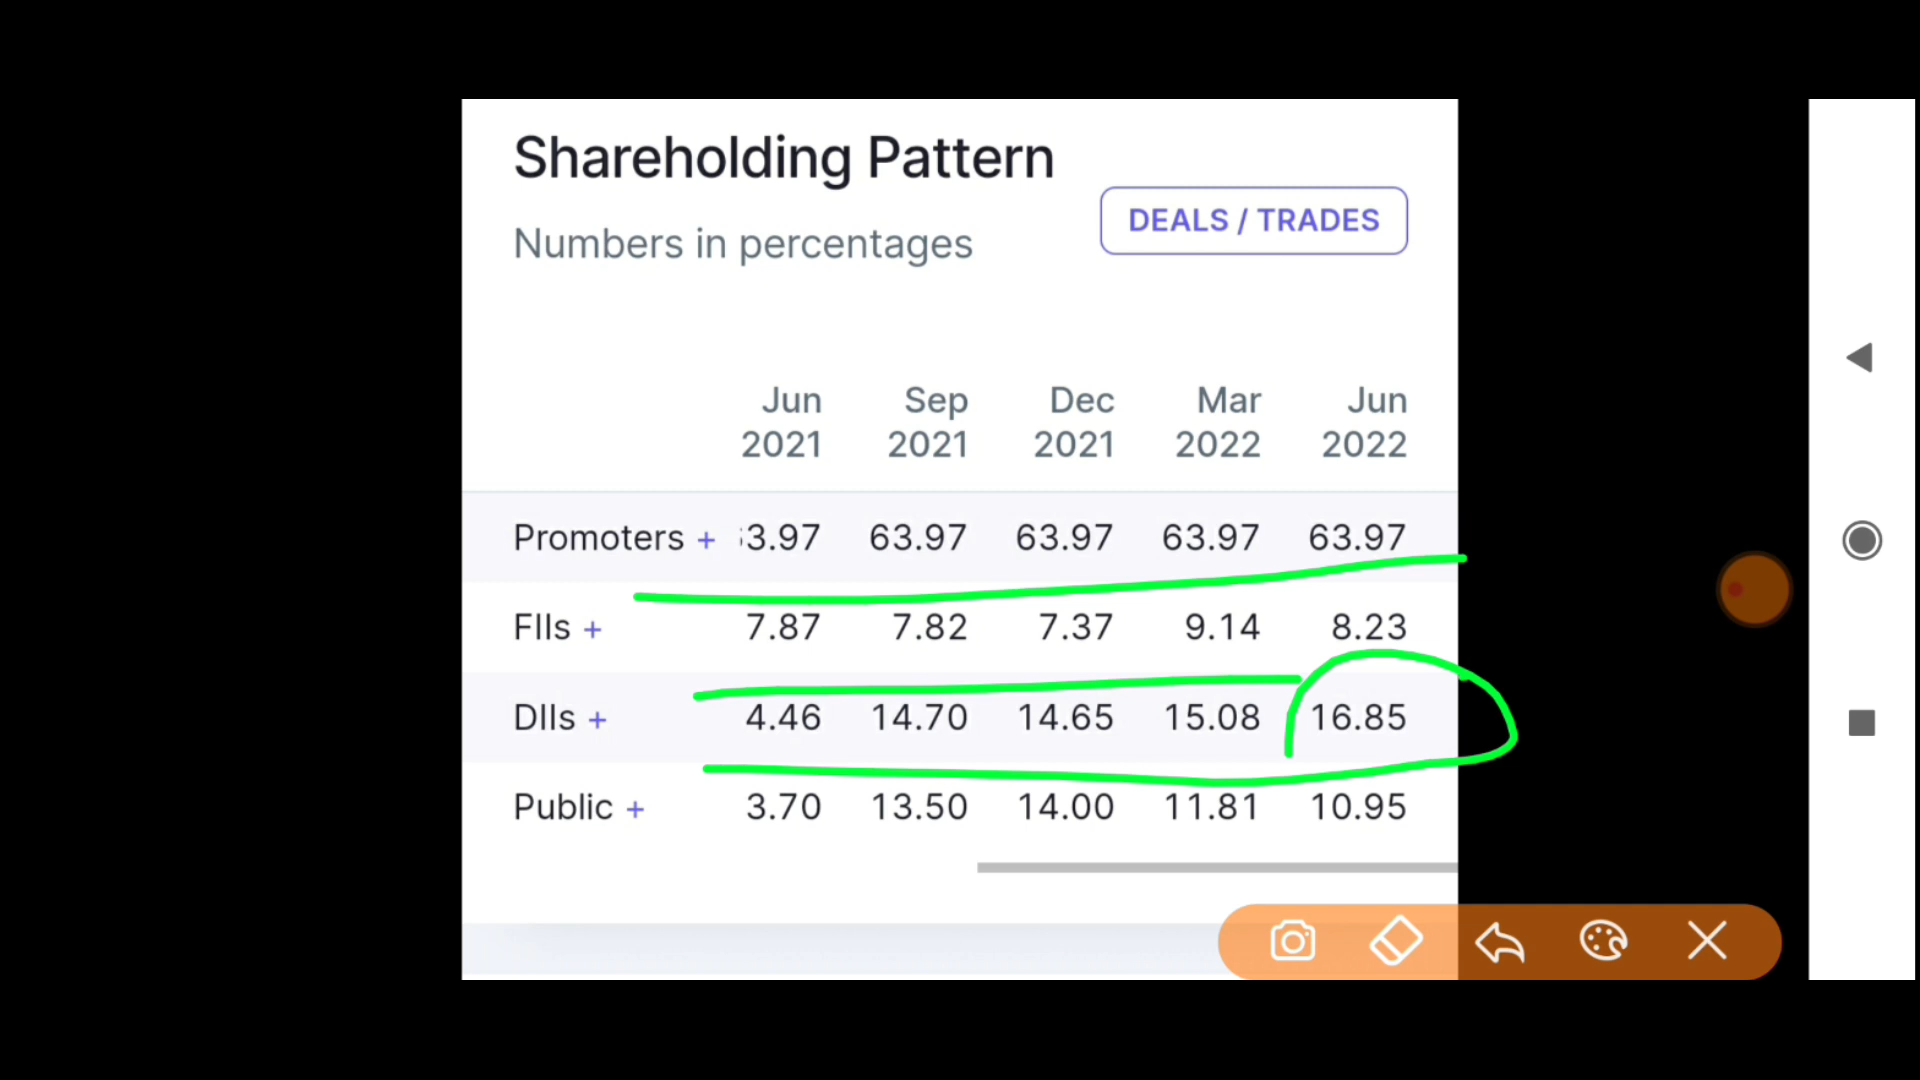 Shareholding Pattern
DEALS / TRADES
Numbers in percentages
Jun 2021 Sep 2021 Dec 2021 Mar 2022 Jun 2022
Promoters + 3.97 63.97 63.97 63.97 63.97
FIIs + 7.87 7.82 7.37 9.14 8.23
DIIs + 4.46 14.70 14.65 15.08 16.85
Public + 3.70 13.50 14.00 11.81 10.95